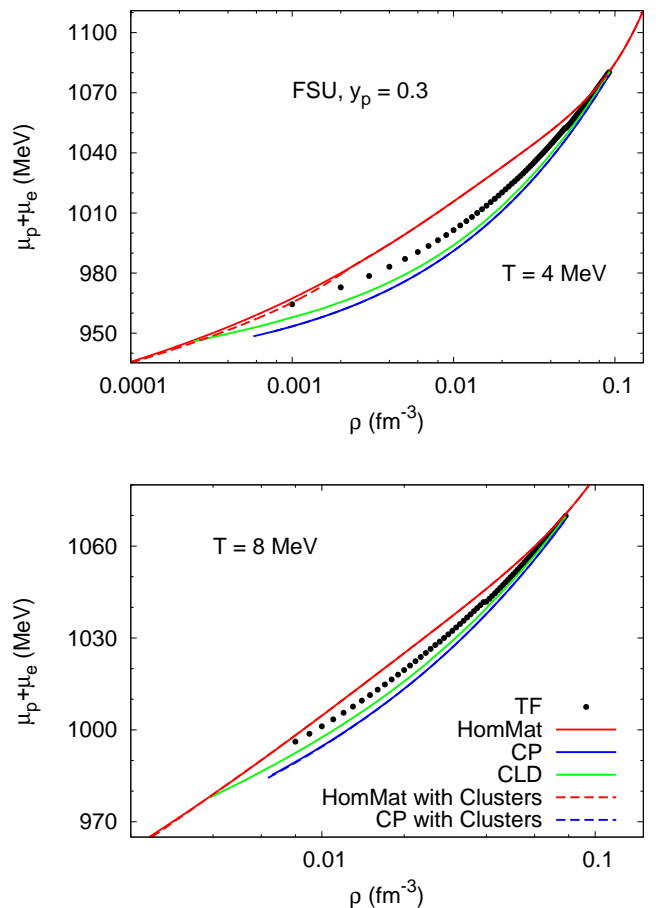 1100
1070
1040
1010
980
950
μp+μe (MeV)
FSU, yp = 0.3
T = 4 MeV
0.0001
0.001
0.01
0.1
ρ (fm-3)
1060
1030
1000
970
μp+μe (MeV)
T = 8 MeV
TF
HomMat
CP
CLD
HomMat with Clusters
CP with Clusters
0.01
0.1
ρ (fm-3)